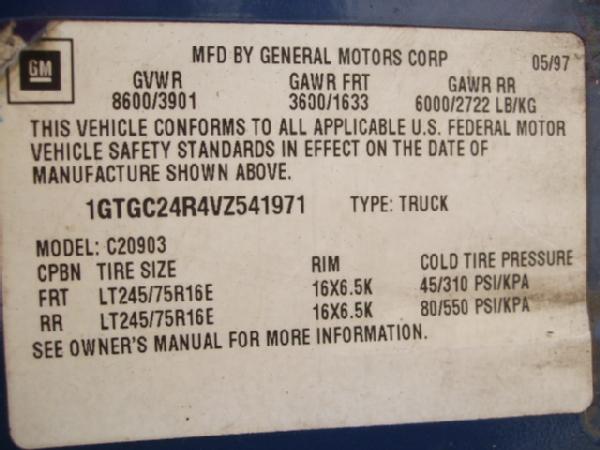 GM
MFD BY GENERAL MOTORS CORP 05/97
GVWR GAWR FRT GAWR RR
8600/3901 3600/1633 6000/2722 LB/KG
THIS VEHICLE CONFORMS TO ALL APPLICABLE U.S. FEDERAL MOTOR
VEHICLE SAFETY STANDARDS IN EFFECT ON THE DATE OF
MANUFACTURE SHOWN ABOVE.
1GTGC24R4VZ541971 TYPE: TRUCK
MODEL: C20903
CPBN TIRE SIZE RIM COLD TIRE PRESSURE
FRT LT245/75R16E 16X6.5K 45/310 PSI/KPA
RR LT245/75R16E 16X6.5K 80/550 PSI/KPA
SEE OWNER'S MANUAL FOR MORE INFORMATION.